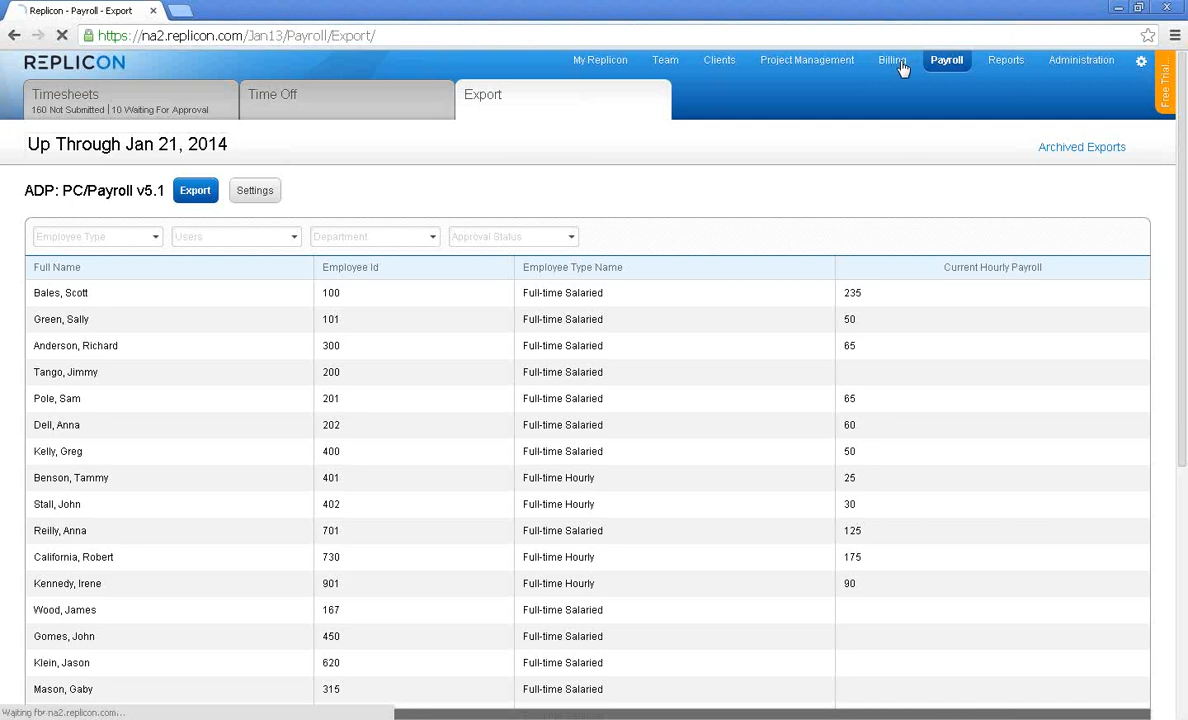 Replicon - Payroll - Export
https://na2.replicon.com/Jan13/Payroll/Export/
REPLICON
My Replicon Team Clients Project Management Billing Payroll Reports Administration
Free Trial...
Timesheets
160 Not Submitted | 10 Waiting For Approval
Time Off
Export
Up Through Jan 21, 2014
Archived Exports
ADP: PC/Payroll v5.1 Export Settings
Employee Type Users Department Approval Status
Full Name Employee Id Employee Type Name Current Hourly Payroll
Bales, Scott 100 Full-time Salaried 235
Green, Sally 101 Full-time Salaried 50
Anderson, Richard 300 Full-time Salaried 65
Tango, Jimmy 200 Full-time Salaried
Pole, Sam 201 Full-time Salaried 65
Dell, Anna 202 Full-time Salaried 60
Kelly, Greg 400 Full-time Salaried 50
Benson, Tammy 401 Full-time Hourly 25
Stall, John 402 Full-time Hourly 30
Reilly, Anna 701 Full-time Salaried 125
California, Robert 730 Full-time Hourly 175
Kennedy, Irene 901 Full-time Hourly 90
Wood, James 167 Full-time Salaried
Gomes, John 450 Full-time Salaried
Klein, Jason 620 Full-time Salaried
Mason, Gaby 315 Full-time Salaried
Waiting for na2.replicon.com...